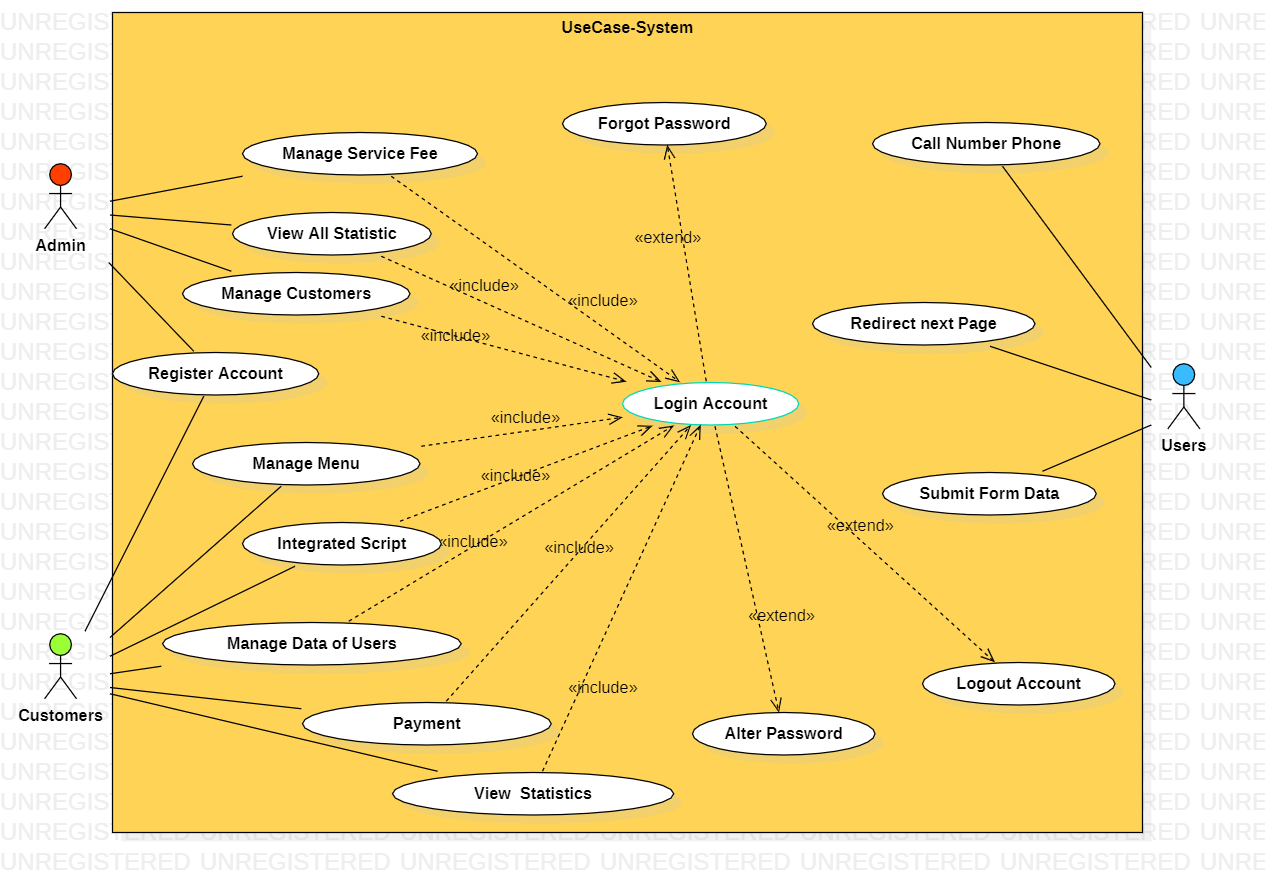 UseCase-System
Forgot Password
Call Number Phone
Manage Service Fee
View All Statistic
Admin
«extend»
Manage Customers
«include»
«include»
«include»
Redirect next Page
Register Account
Login Account
Users
«include»
Manage Menu
«include»
Submit Form Data
«extend»
Integrated Script
«include»
«include»
«extend»
Manage Data of Users
Logout Account
«include»
Customers
Payment
Alter Password
View  Statistics
UNREGISTERED UNREGISTERED UNREGISTERED UNREGISTERED UNREGISTERED UNREGISTERED UNRE